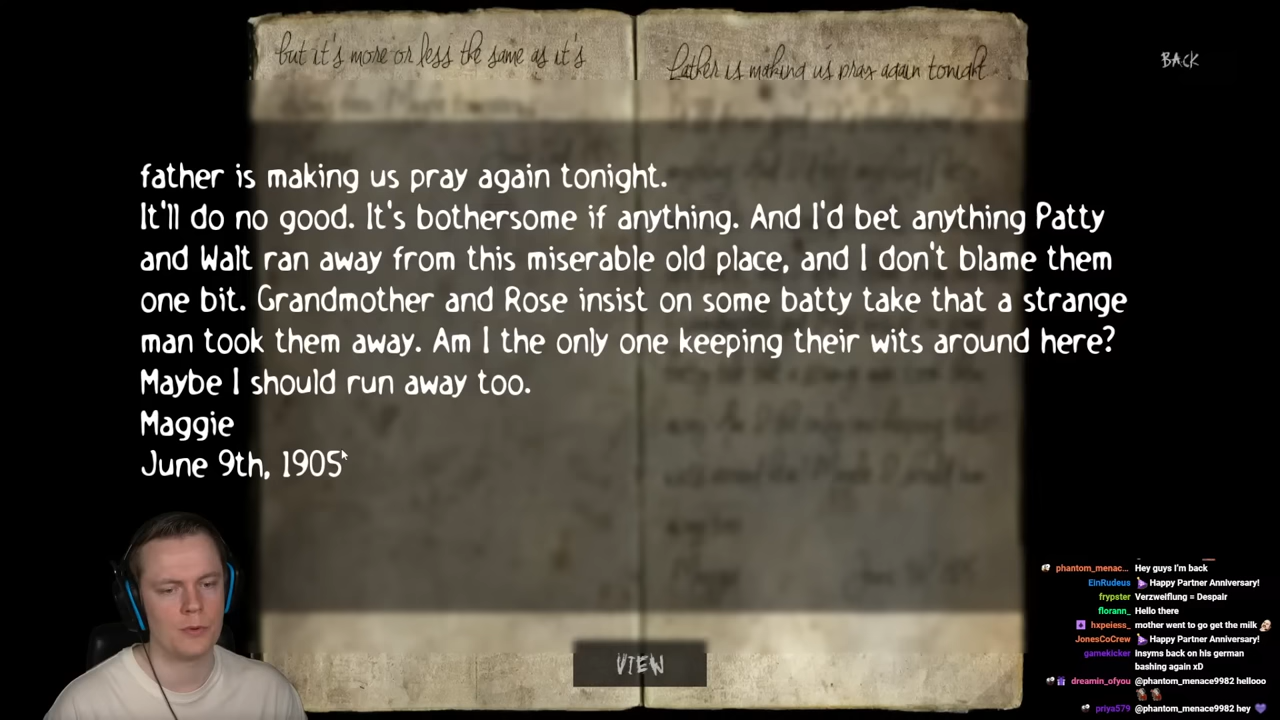 but it's more or less the same as it's
father is making us pray again tonight
BACK
father is making us pray again tonight.
It'll do no good. It's bothersome if anything. And I'd bet anything Patty
and Walt ran away from this miserable old place, and I don't blame them
one bit. Grandmother and Rose insist on some batty take that a strange
man took them away. Am I the only one keeping their wits around here?
Maybe I should run away too.
Maggie
June 9th, 1905
VIEW
phantom_menac... Hey guys I'm back
EinRudeus Happy Partner Anniversary!
frypster Verzweiflung = Despair
florann_ Hello there
hxpeiess_ mother went to go get the milk
JonesCoCrew Happy Partner Anniversary!
gamekicker Insyms back on his german
bashing again xD
dreamin_ofyou @phantom_menace9982 hellooo
priya579 @phantom_menace9982 hey